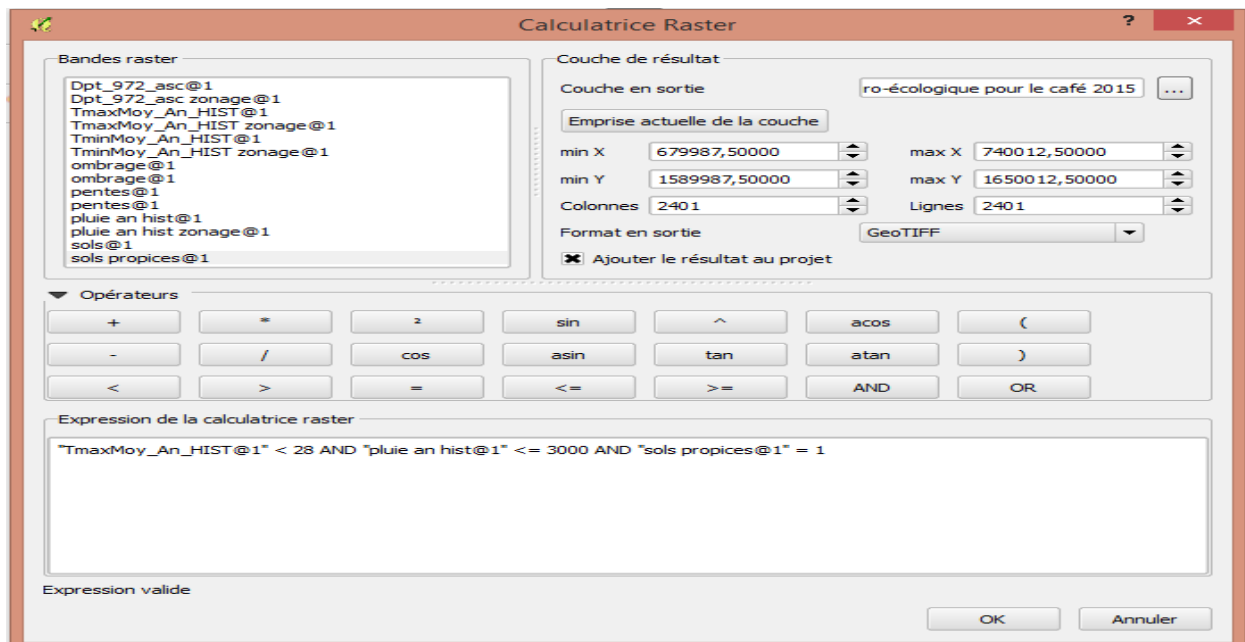 Calculatrice Raster
?
×
Bandes raster
Dpt_972_asc@1
Dpt_972_asc zonage@1
TmaxMoy_An_HIST@1
TmaxMoy_An_HIST zonage@1
TminMoy_An_HIST@1
TminMoy_An_HIST zonage@1
ombrage@1
ombrage@1
pentes@1
pentes@1
pluie an hist@1
pluie an hist zonage@1
sols@1
sols propices@1
Couche de résultat
Couche en sortie ro-écologique pour le café 2015 ...
Emprise actuelle de la couche
min X 679987,50000 max X 740012,50000
min Y 1589987,50000 max Y 1650012,50000
Colonnes 2401 Lignes 2401
Format en sortie GeoTIFF
Ajouter le résultat au projet
Opérateurs
+ * ² sin ^ acos (
- / cos asin tan atan )
< > = <= >= AND OR
Expression de la calculatrice raster
"TmaxMoy_An_HIST@1" < 28 AND "pluie an hist@1" <= 3000 AND "sols propices@1" = 1
Expression valide
OK Annuler